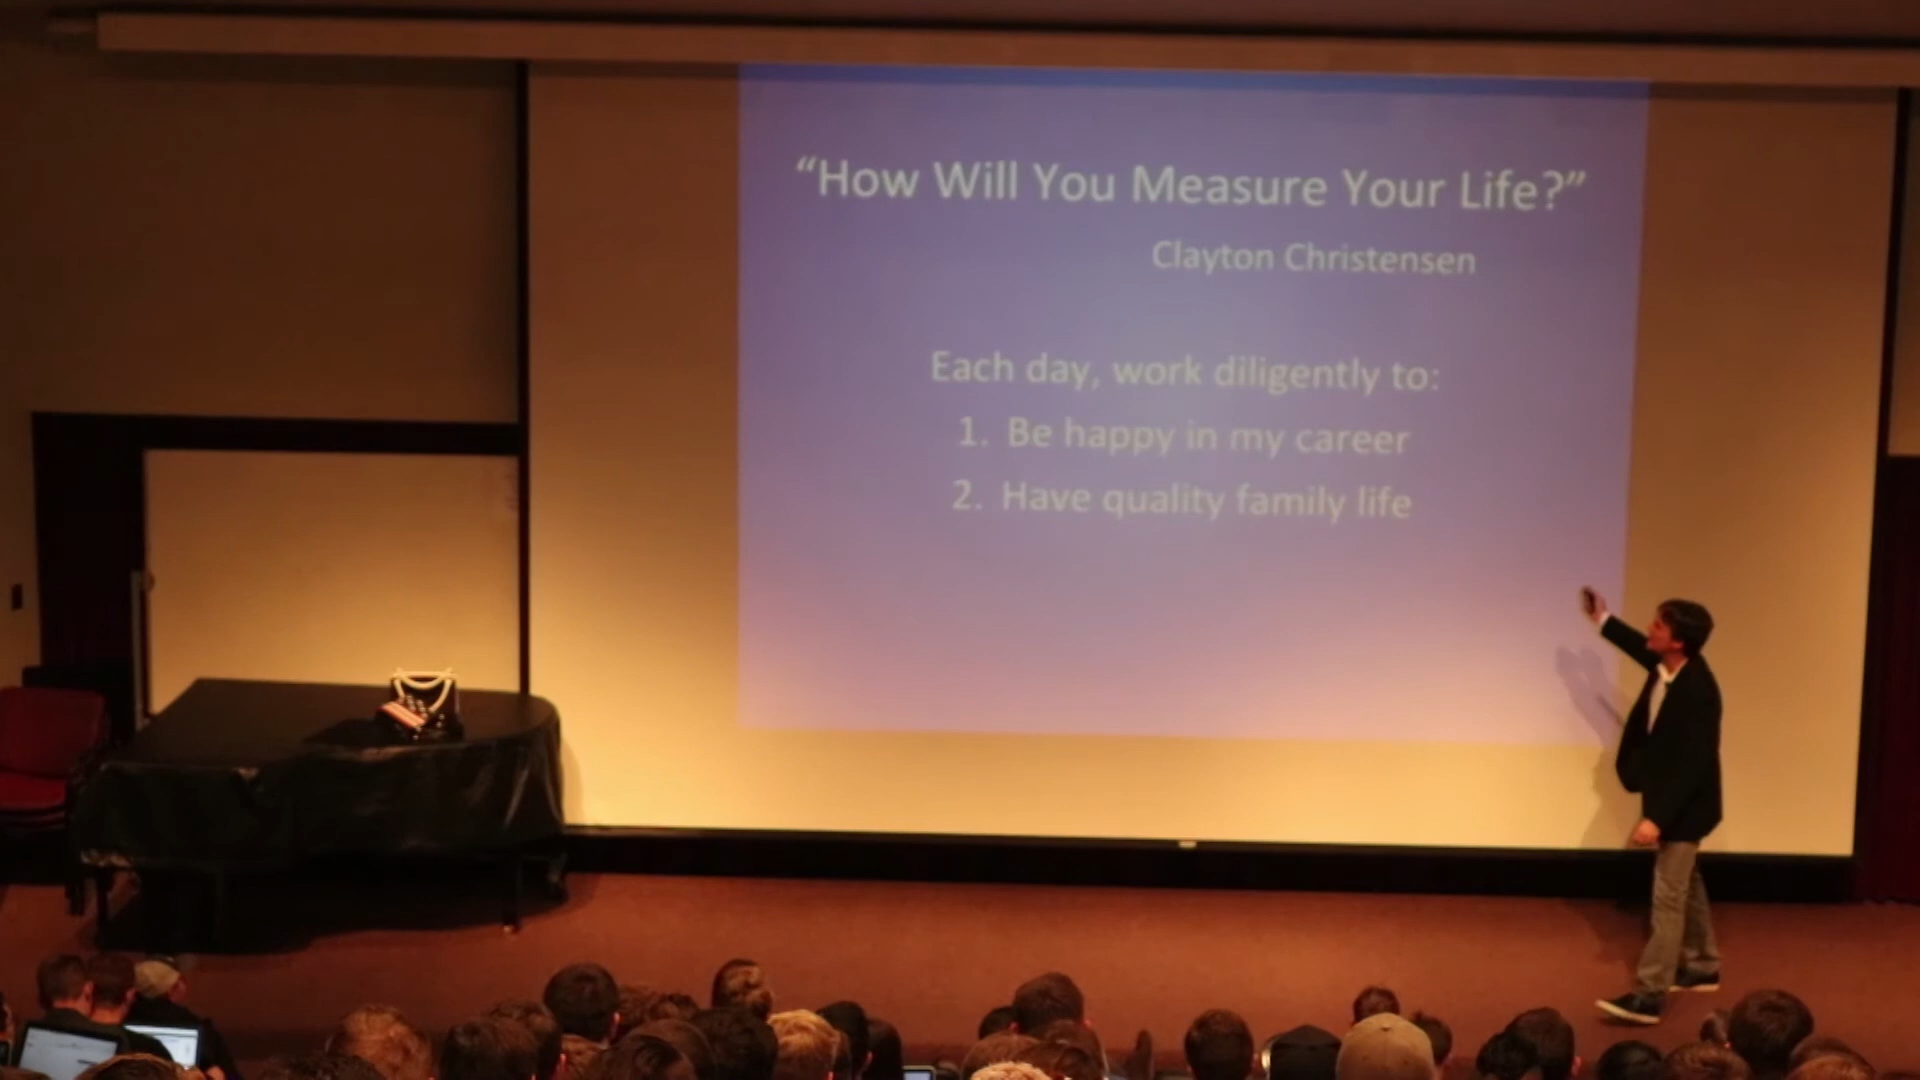 “How Will You Measure Your Life?”
Clayton Christensen
Each day, work diligently to:
1. Be happy in my career
2. Have quality family life